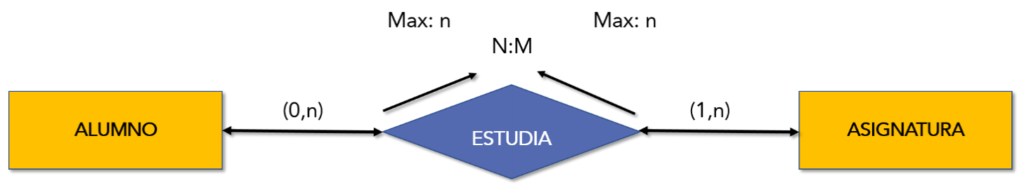 Max: n
Max: n
N:M
(0,n)
(1,n)
ALUMNO
ESTUDIA
ASIGNATURA